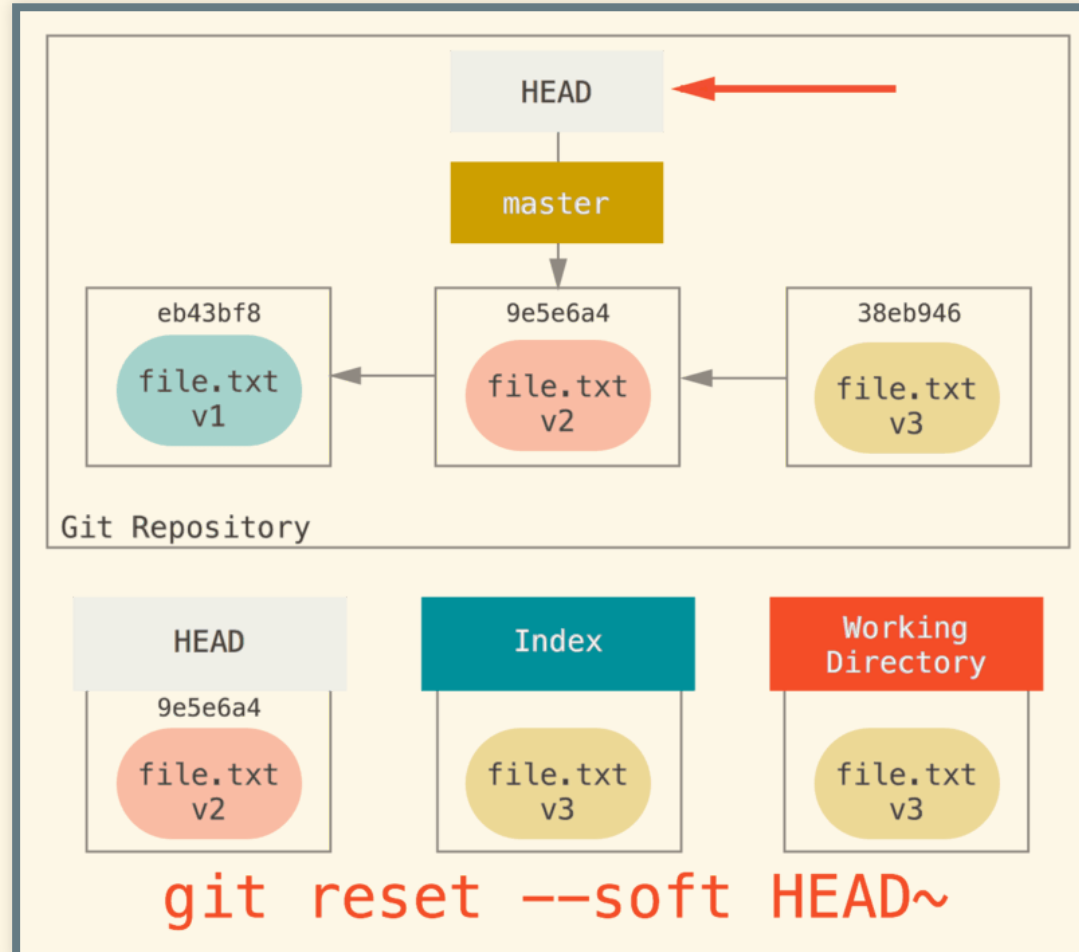 HEAD
master
eb43bf8
file.txt
v1
9e5e6a4
file.txt
v2
38eb946
file.txt
v3
Git Repository
HEAD
9e5e6a4
file.txt
v2
Index
file.txt
v3
Working
Directory
file.txt
v3
git reset --soft HEAD~